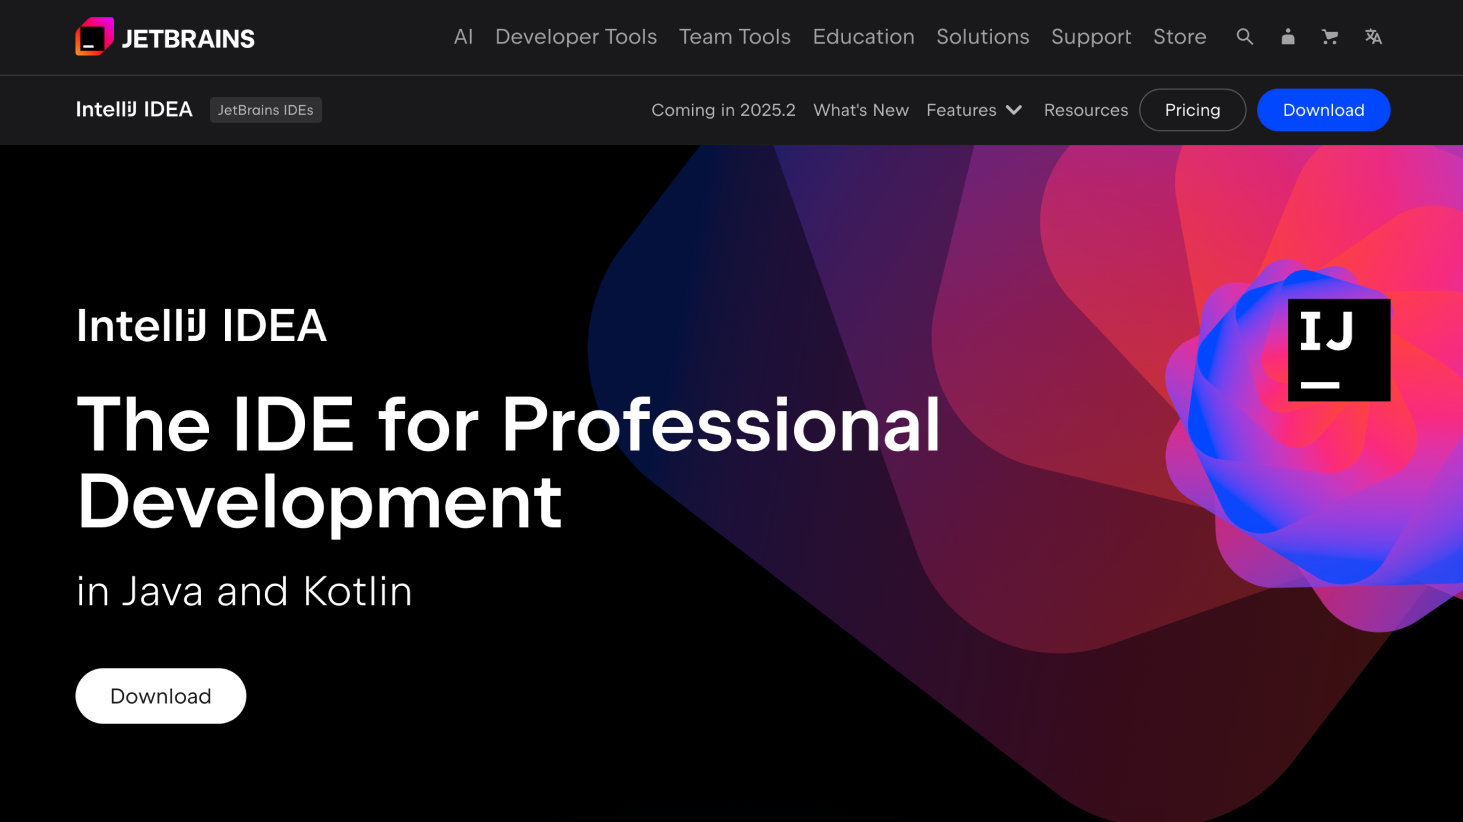 JETBRAINS
AI Developer Tools Team Tools Education Solutions Support Store
IntelliJ IDEA JetBrains IDEs
Coming in 2025.2 What's New Features Resources Pricing Download
IntelliJ IDEA
The IDE for Professional
Development
in Java and Kotlin
Download
IJ